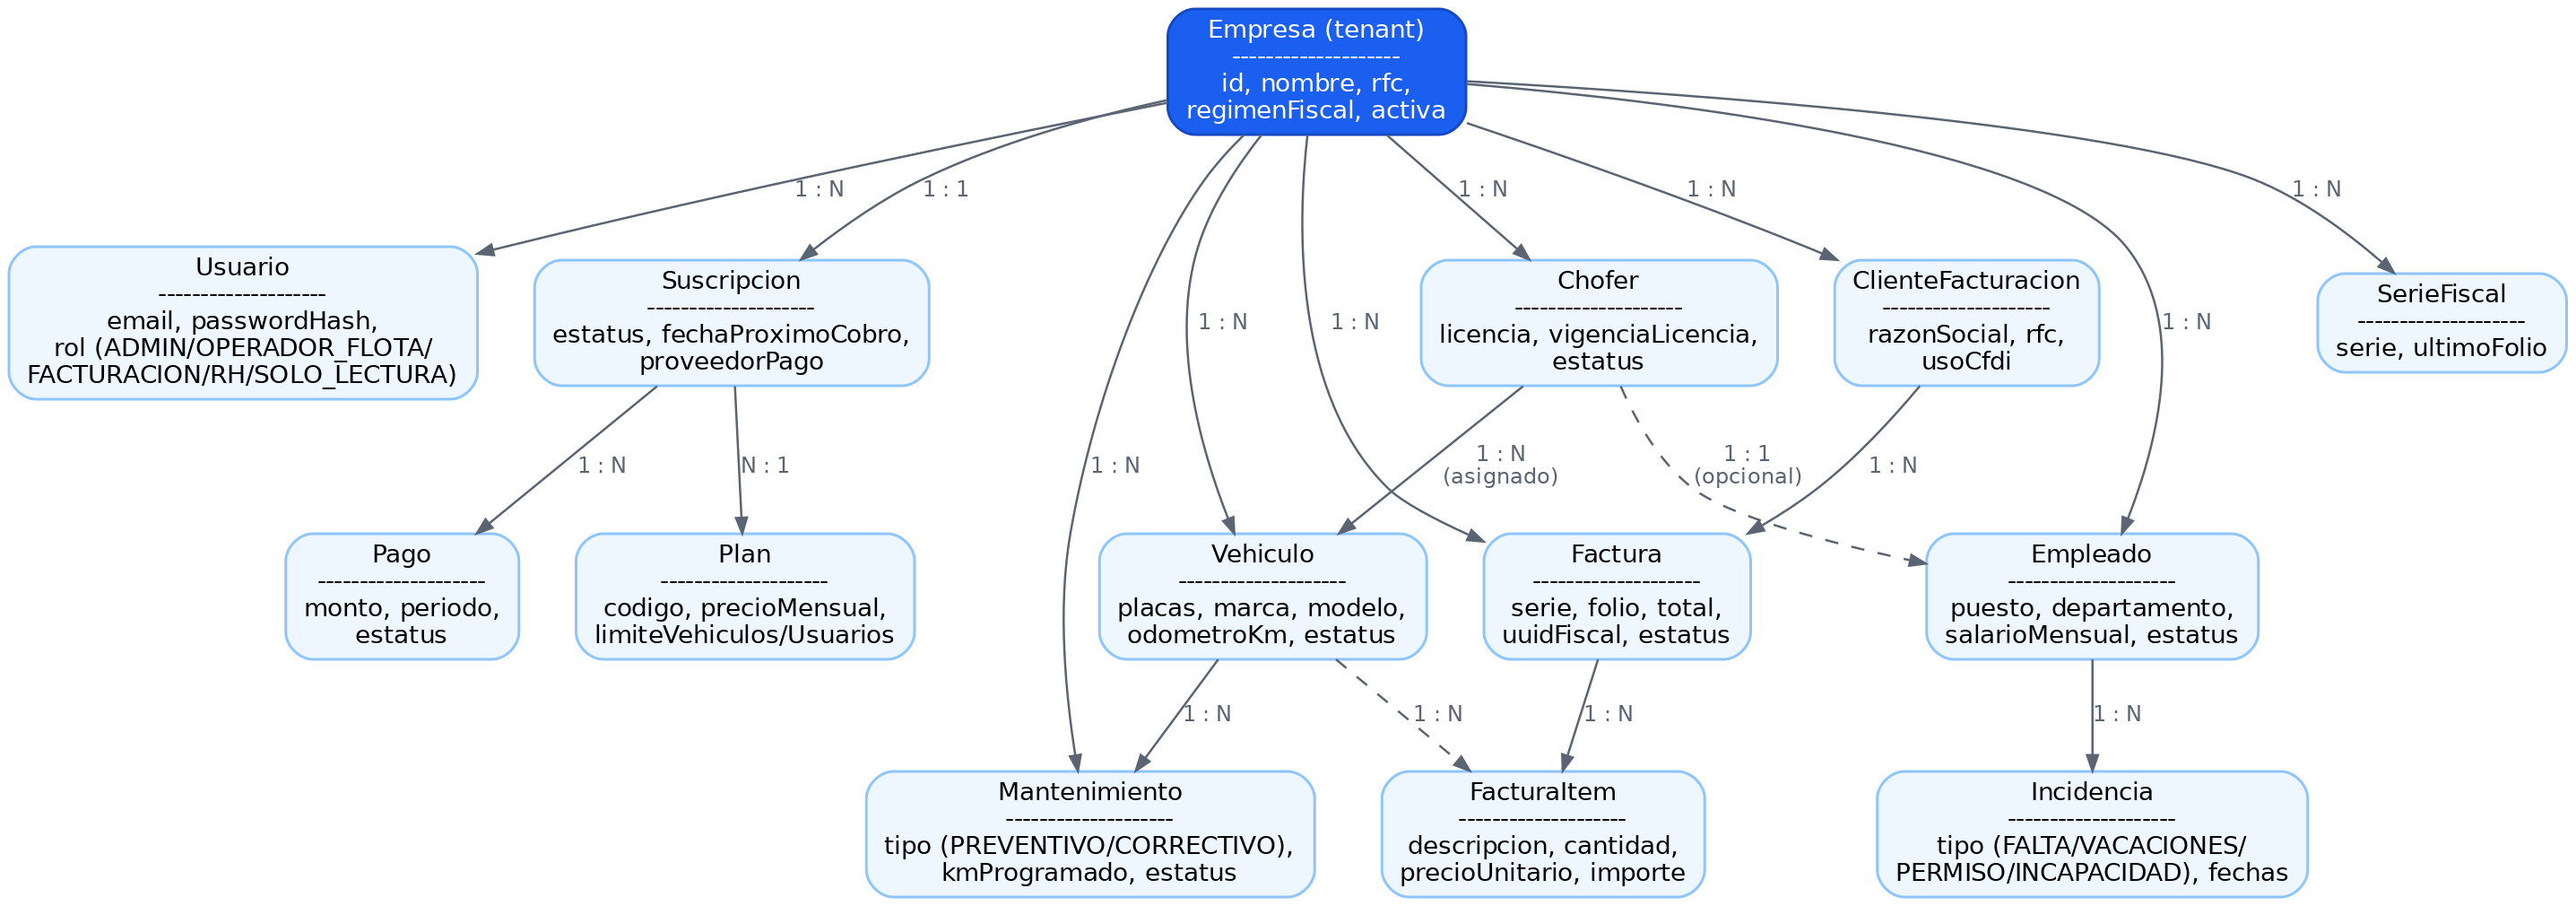 Empresa (tenant)
--------------------
id, nombre, rfc,
regimenFiscal, activa
1 : N
1 : 1
1 : N
1 : N
1 : N
Usuario
--------------------
email, passwordHash,
rol (ADMIN/OPERADOR_FLOTA/
FACTURACION/RH/SOLO_LECTURA)
Suscripcion
--------------------
estatus, fechaProximoCobro,
proveedorPago
1 : N
1 : N
Chofer
--------------------
licencia, vigenciaLicencia,
estatus
ClienteFacturacion
--------------------
razonSocial, rfc,
usoCfdi
1 : N
SerieFiscal
--------------------
serie, ultimoFolio
1 : N
N : 1
1 : N
1 : N
(asignado)
1 : 1
(opcional)
1 : N
Pago
--------------------
monto, periodo,
estatus
Plan
--------------------
codigo, precioMensual,
limiteVehiculos/Usuarios
Vehiculo
--------------------
placas, marca, modelo,
odometroKm, estatus
Factura
--------------------
serie, folio, total,
uuidFiscal, estatus
Empleado
--------------------
puesto, departamento,
salarioMensual, estatus
1 : N
1 : N
1 : N
1 : N
Mantenimiento
--------------------
tipo (PREVENTIVO/CORRECTIVO),
kmProgramado, estatus
FacturaItem
--------------------
descripcion, cantidad,
precioUnitario, importe
Incidencia
--------------------
tipo (FALTA/VACACIONES/
PERMISO/INCAPACIDAD), fechas